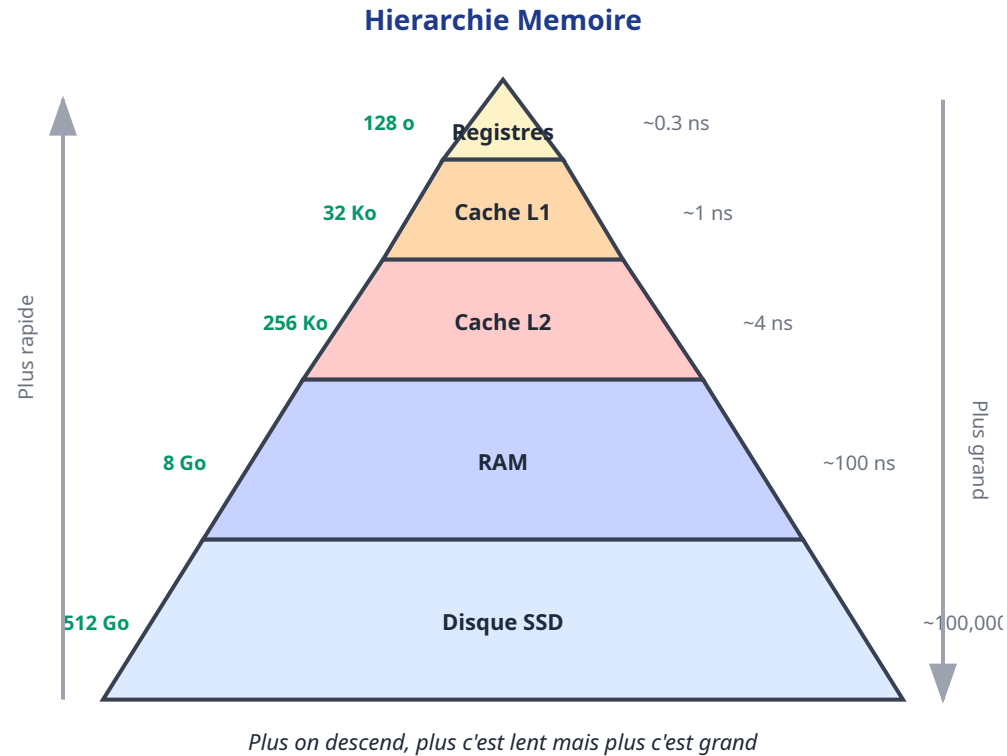 Hierarchie Memoire
128 o Registres ~0.3 ns
32 Ko Cache L1 ~1 ns
256 Ko Cache L2 ~4 ns
Plus rapide
8 Go RAM ~100 ns
Plus grand
512 Go Disque SSD ~100,000
Plus on descend, plus c'est lent mais plus c'est grand